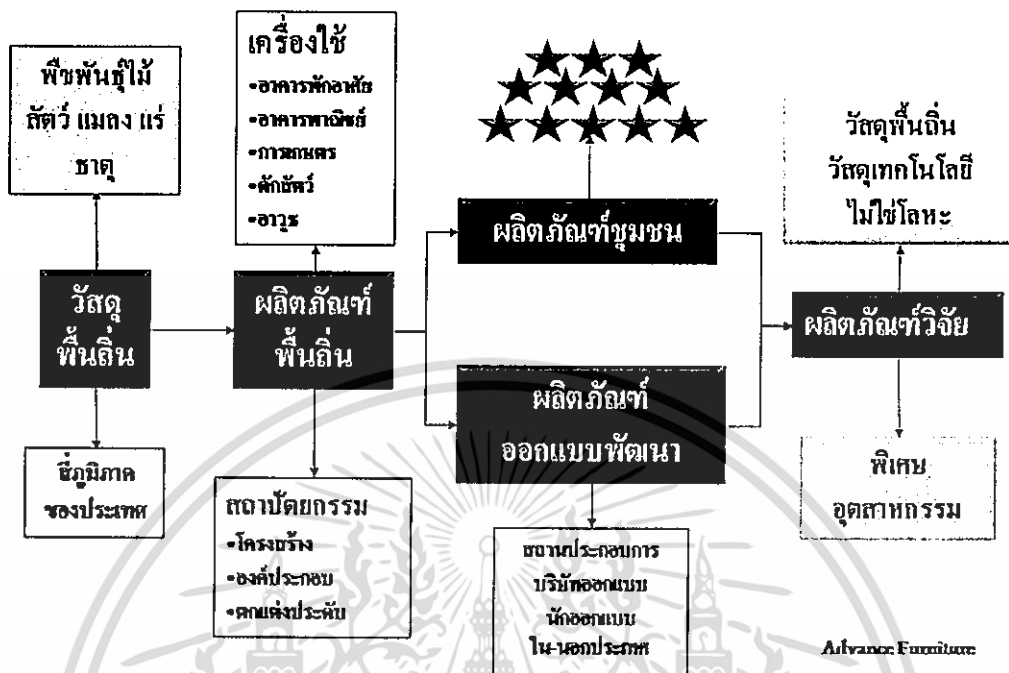 พืชพันธุ์ไม้
สัตว์ แมลง แร่
ธาตุ
วัสดุ
พื้นถิ่น
สี่ภูมิภาค
ของประเทศ
เครื่องใช้
•อาคารพักอาศัย
•อาคารพาณิชย์
•การเกษตร
•ดักสัตว์
•อาวุธ
ผลิตภัณฑ์
พื้นถิ่น
สถาปัตยกรรม
•โครงสร้าง
•องค์ประกอบ
•ตกแต่งประดับ
ผลิตภัณฑ์ชุมชน
ผลิตภัณฑ์
ออกแบบพัฒนา
สถานประกอบการ
บริษัทออกแบบ
นักออกแบบ
ใน-นอกประเทศ
วัสดุพื้นถิ่น
วัสดุเทคโนโลยี
ไม่ใช่โลหะ
ผลิตภัณฑ์วิจัย
พิเศษ
อุตสาหกรรม
Advance Furniture